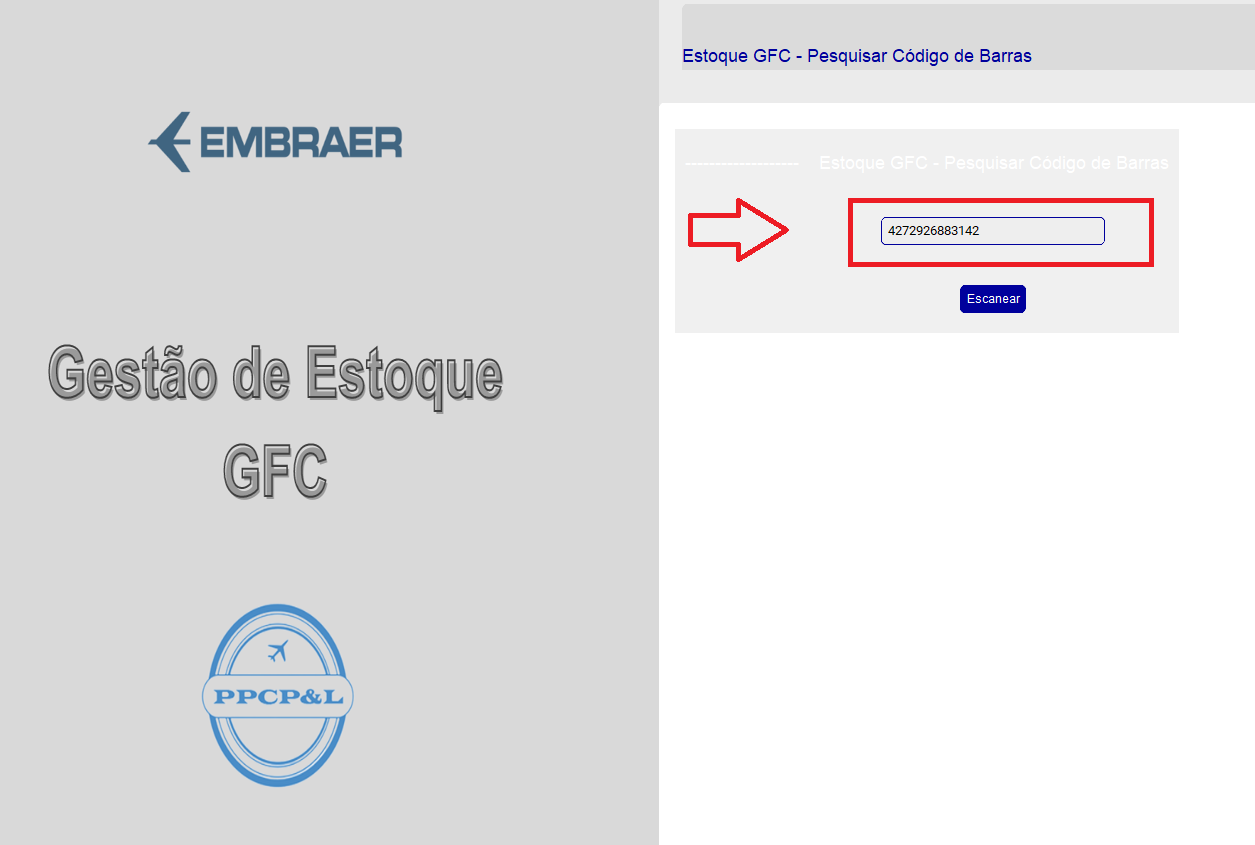 EMBRAER
Gestão de Estoque
GFC
PPCP&L
Estoque GFC - Pesquisar Código de Barras
------------------- Estoque GFC - Pesquisar Código de Barras
4272926883142
Escanear